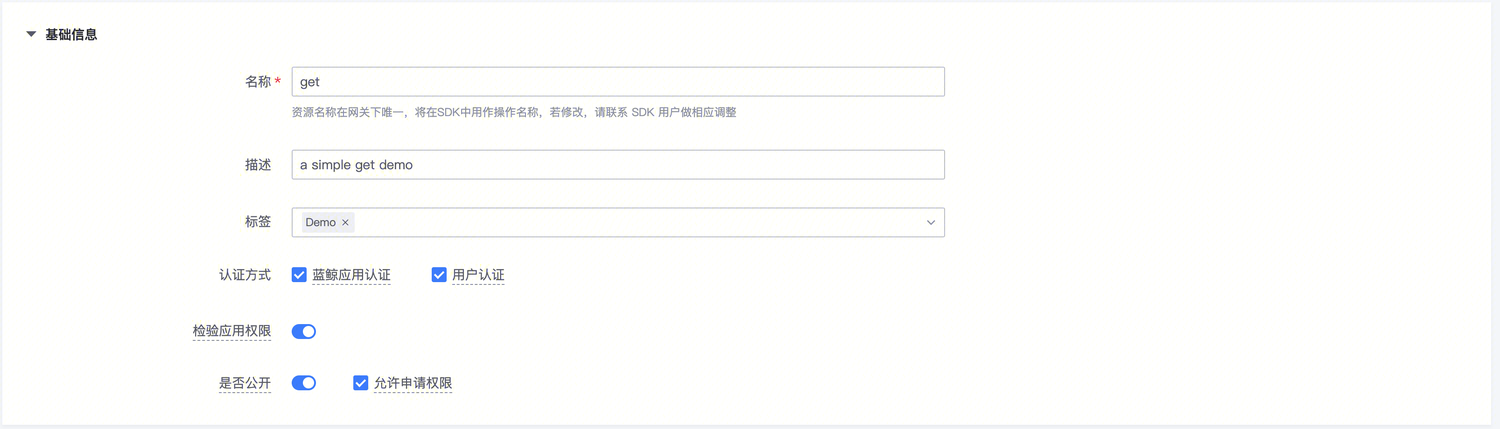 基础信息
名称 * get
资源名称在网关下唯一，将在SDK中用作操作名称，若修改，请联系 SDK 用户做相应调整
描述 a simple get demo
标签 Demo ×
认证方式 蓝鲸应用认证 用户认证
检验应用权限
是否公开 允许申请权限